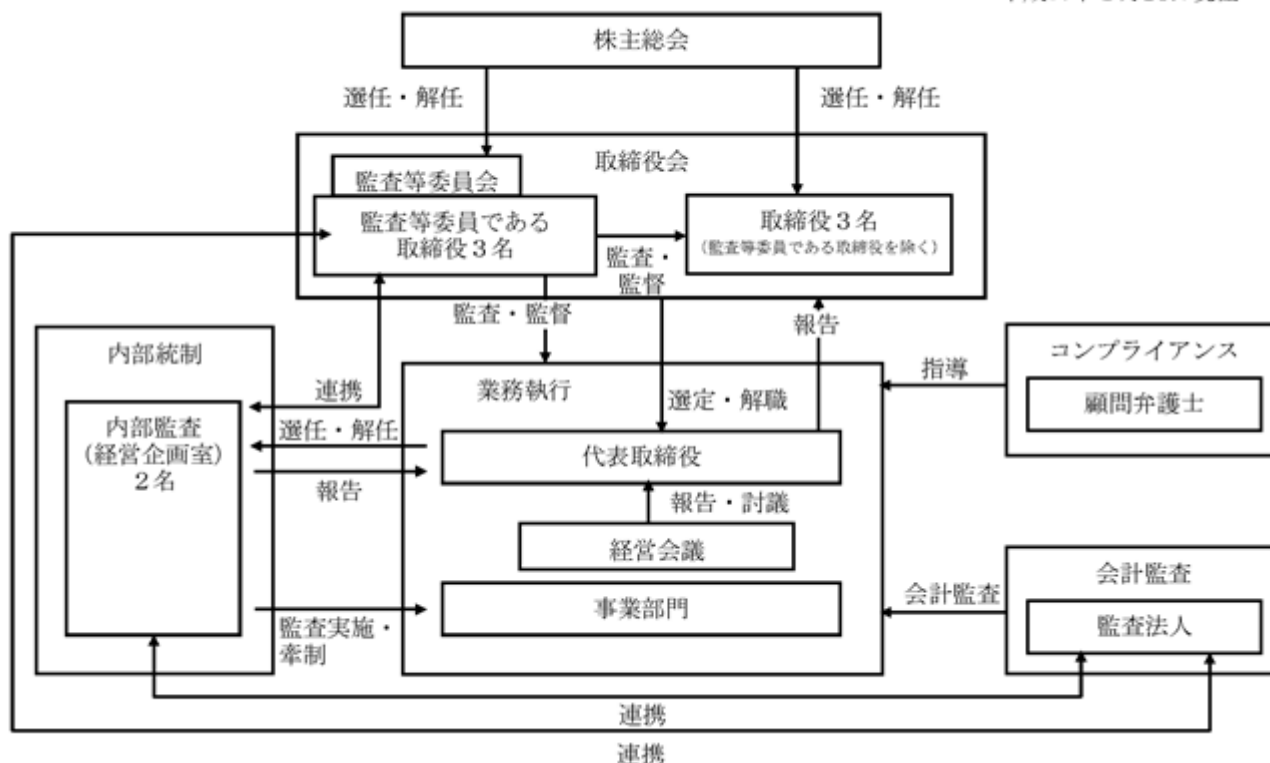 株主総会
選任・解任
選任・解任
取締役会
監査等委員会
監査等委員である
取締役３名
取締役３名
（監査等委員である取締役を除く）
監査・
監督
監査・監督
報告
内部統制
コンプライアンス
指導
顧問弁護士
連携
業務執行
選定・解職
内部監査
（経営企画室）
２名
選任・解任
代表取締役
報告
報告・討議
経営会議
会計監査
会計監査
事業部門
監査法人
監査実施・
牽制
連携
連携